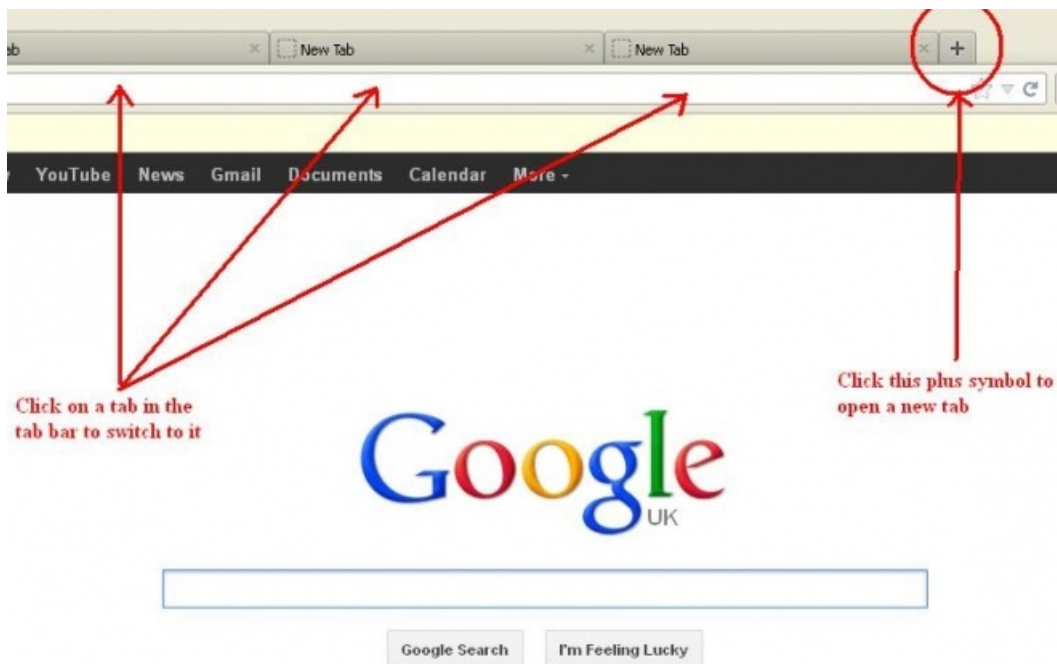 ab New Tab New Tab
YouTube News Gmail Documents Calendar More
Click this plus symbol to
open a new tab
Click on a tab in the
tab bar to switch to it
Google
UK
Google Search I'm Feeling Lucky